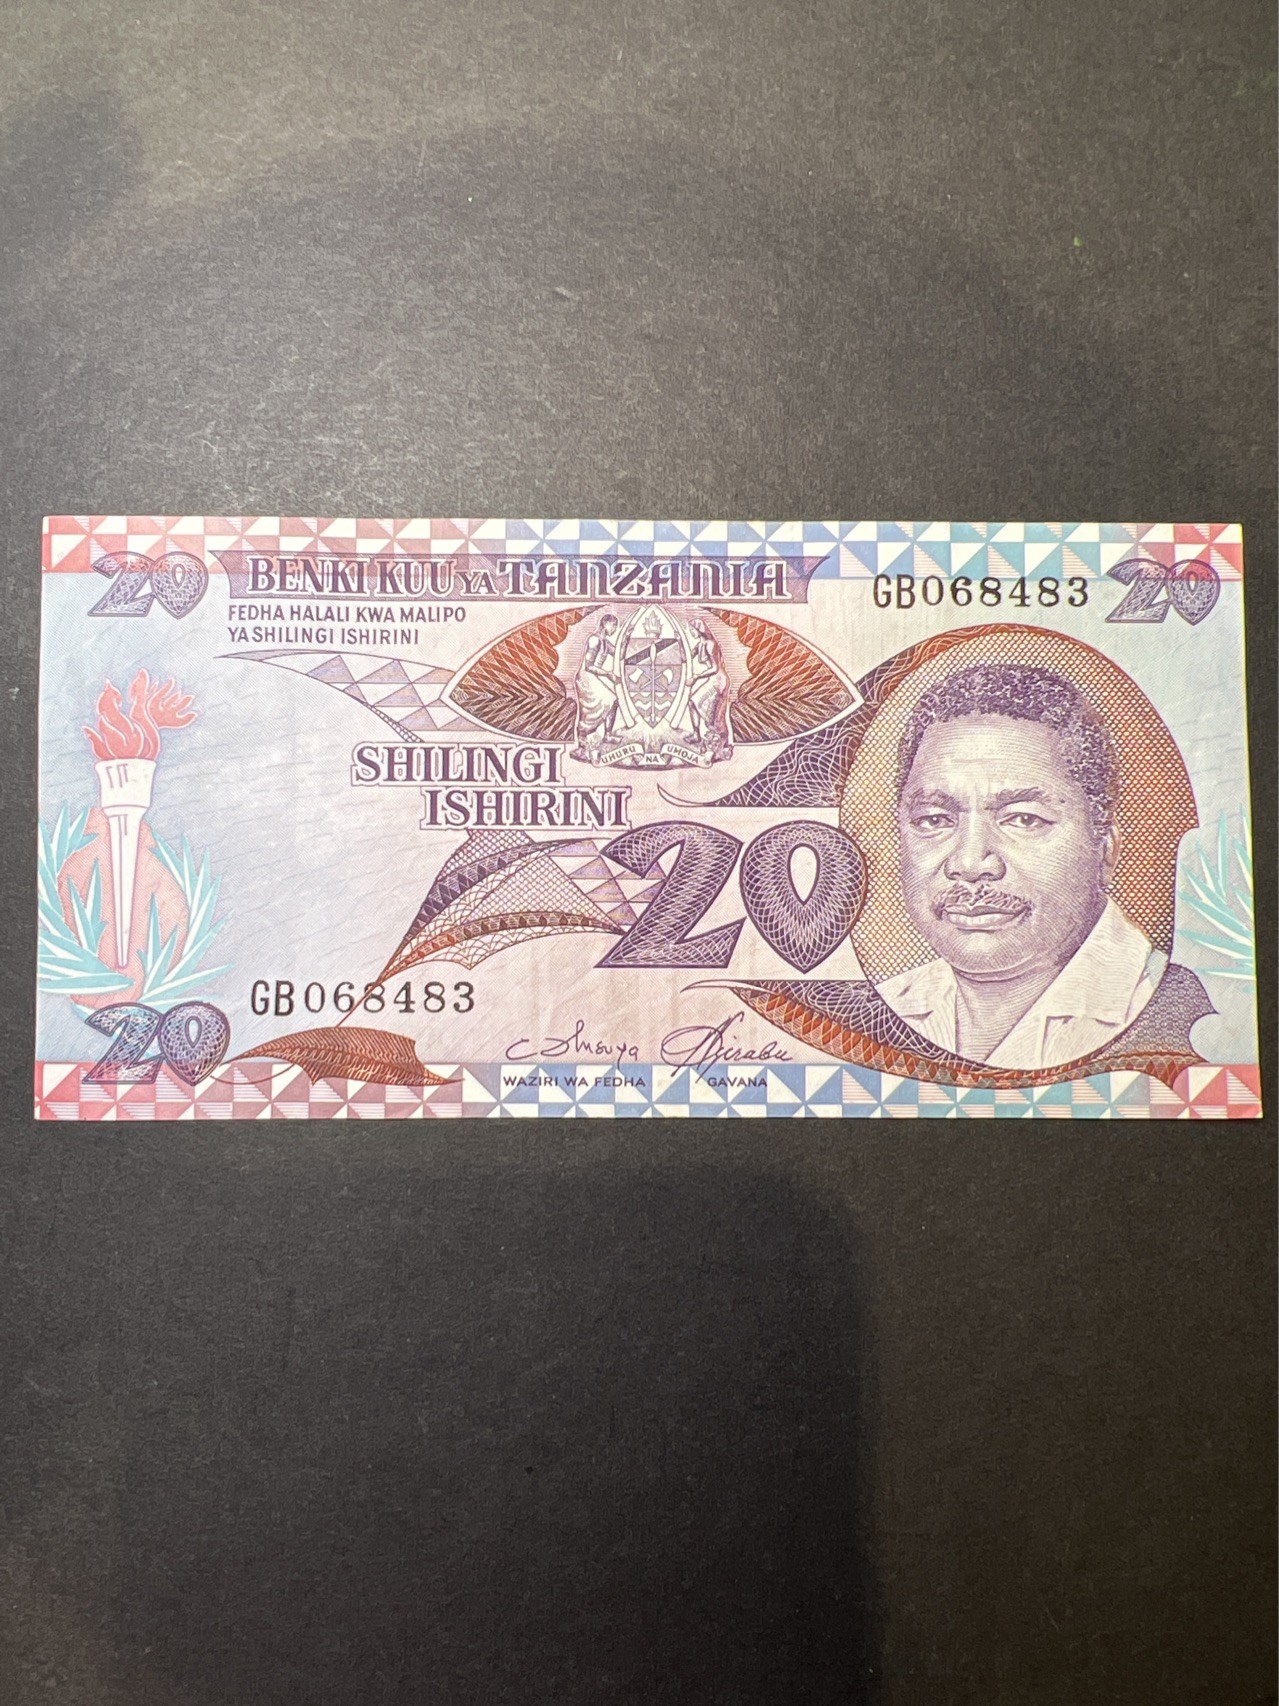 20
BENKI KUU YA TANZANIA
GB068483
20
FEDHA HALALI KWA MALIPO
YA SHILINGI ISHIRINI
UHURU NA UMOJA
SHILINGI
ISHIRINI
20
GB068483
20
WAZIRI WA FEDHA
GAVANA